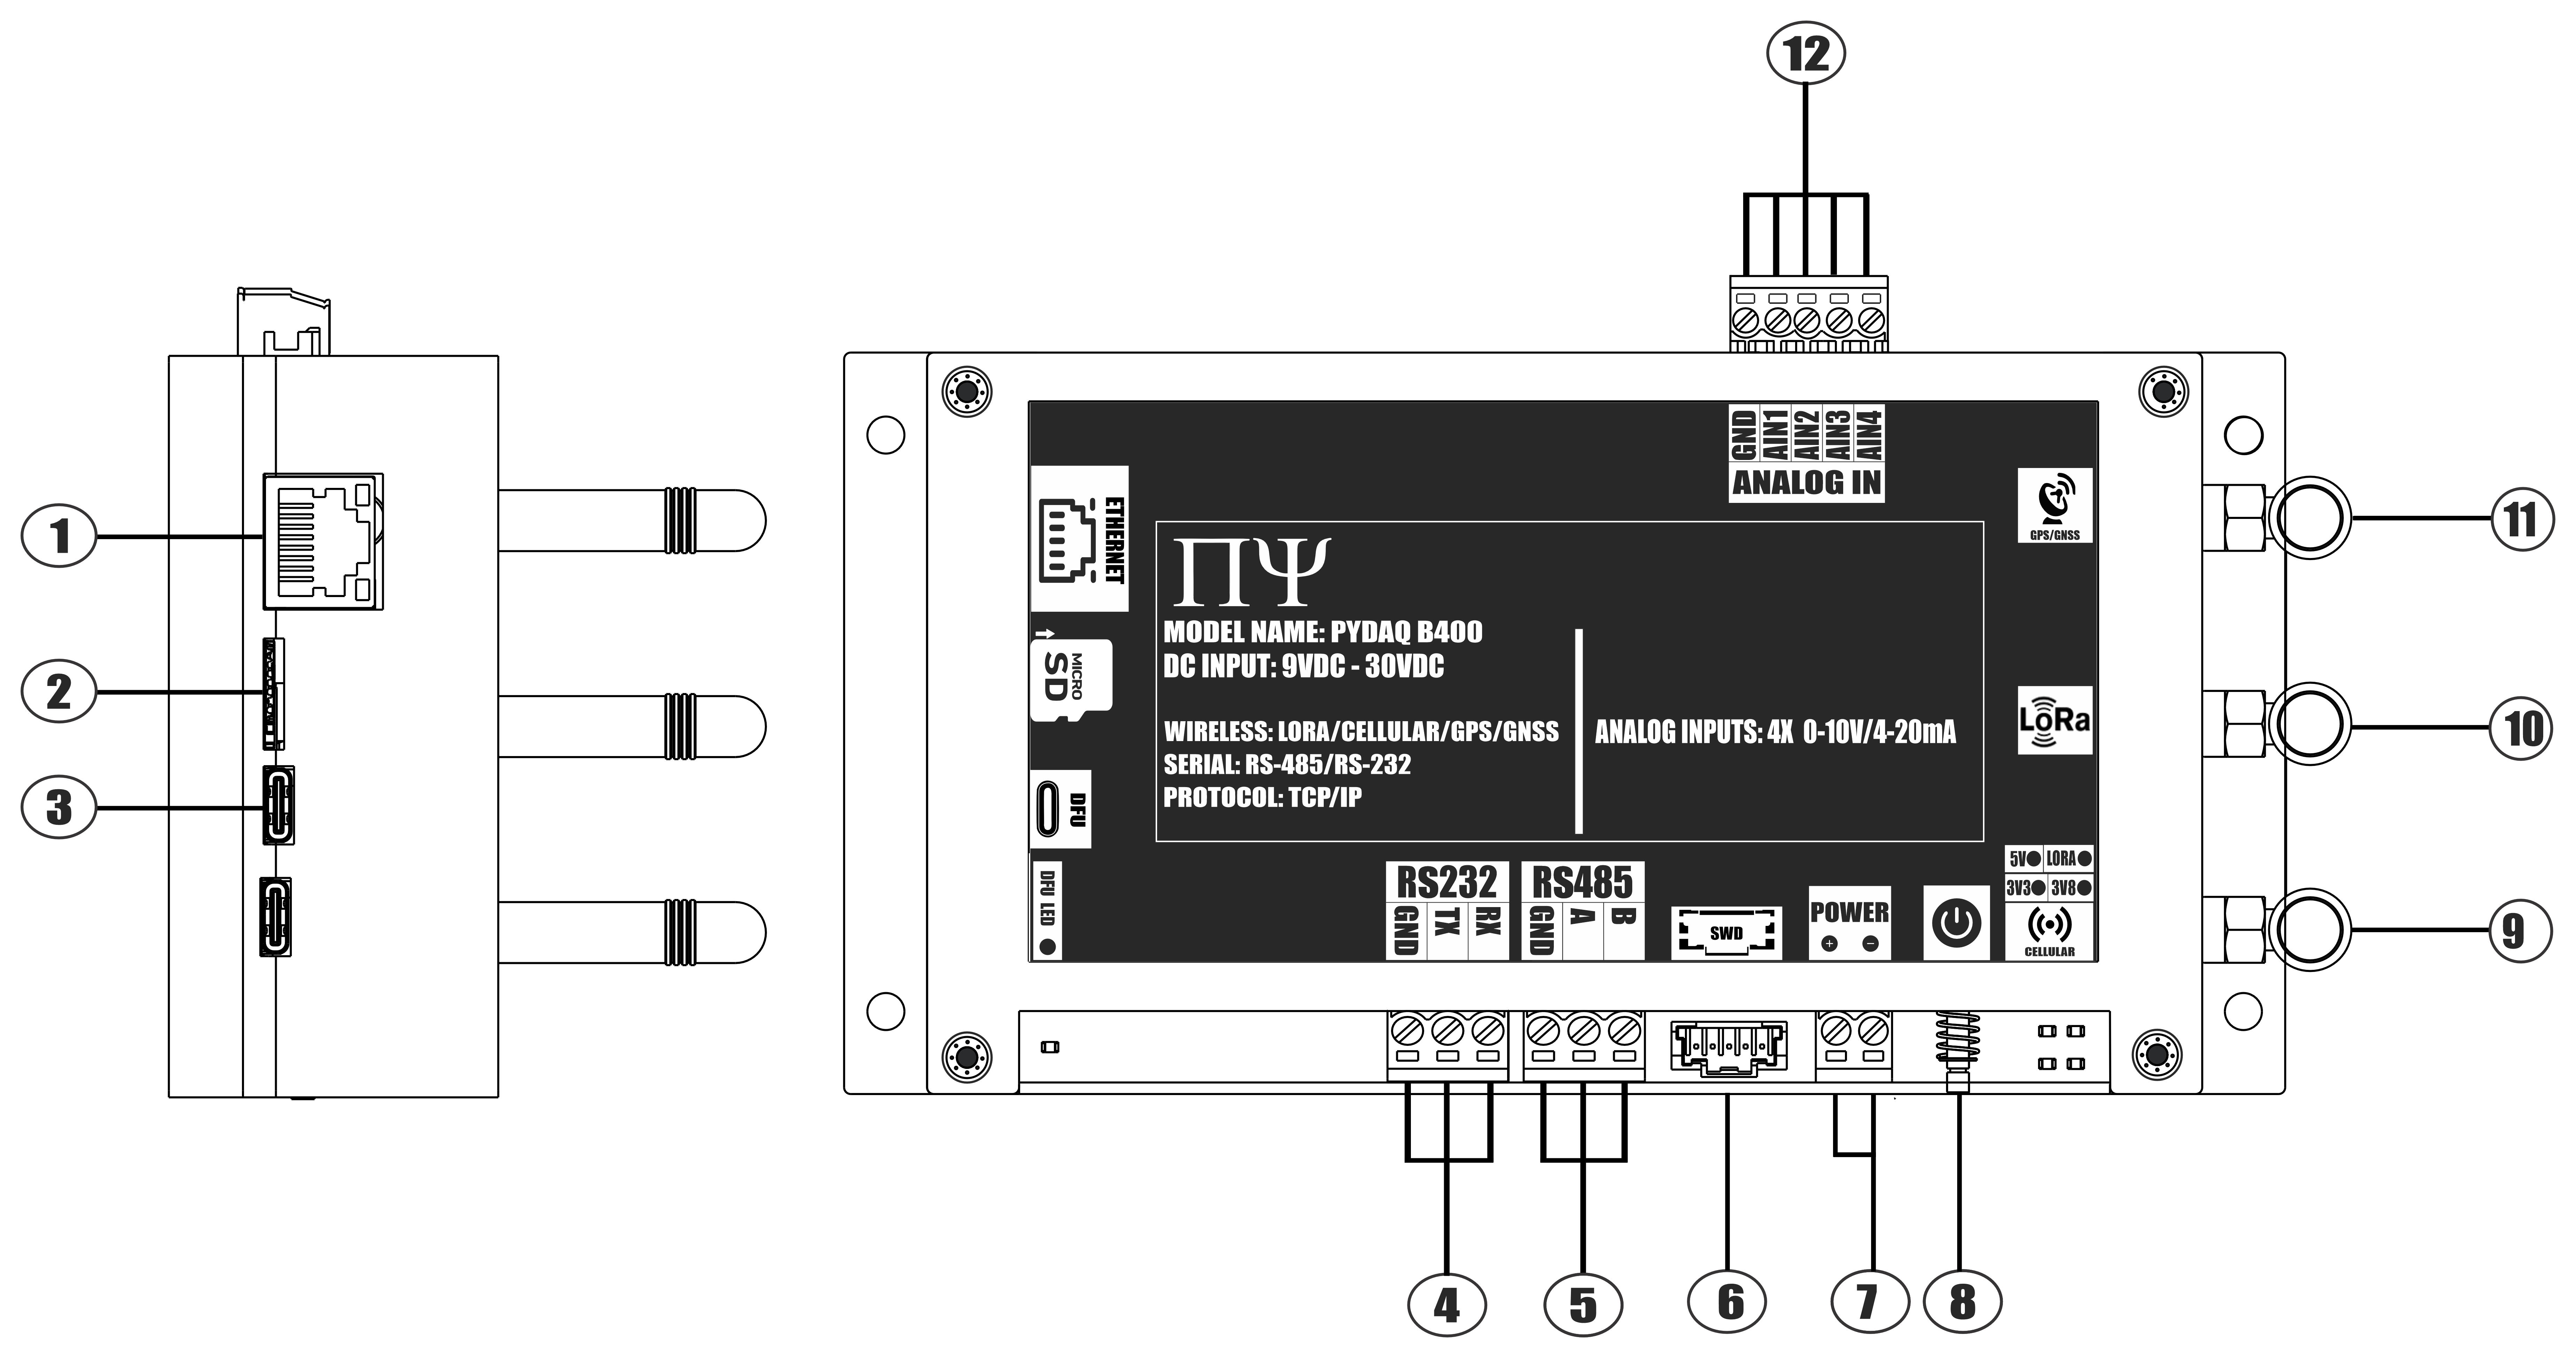 12
GND
AIN1
AIN2
AIN3
AIN4
ANALOG IN
1
2
3
ETHERNET
MICRO
SD
DFU
DFU LED
ΠΨ
MODEL NAME: PYDAQ B400
DC INPUT: 9VDC - 30VDC
WIRELESS: LORA/CELLULAR/GPS/GNSS
SERIAL: RS-485/RS-232
PROTOCOL: TCP/IP
ANALOG INPUTS: 4X 0-10V/4-20mA
GPS/GNSS
LoRa
5V LORA
3V3 3V8
CELLULAR
RS232
GND
TX
RX
RS485
GND
A
B
SWD
POWER
+ −
11
10
9
4
5
6
7
8